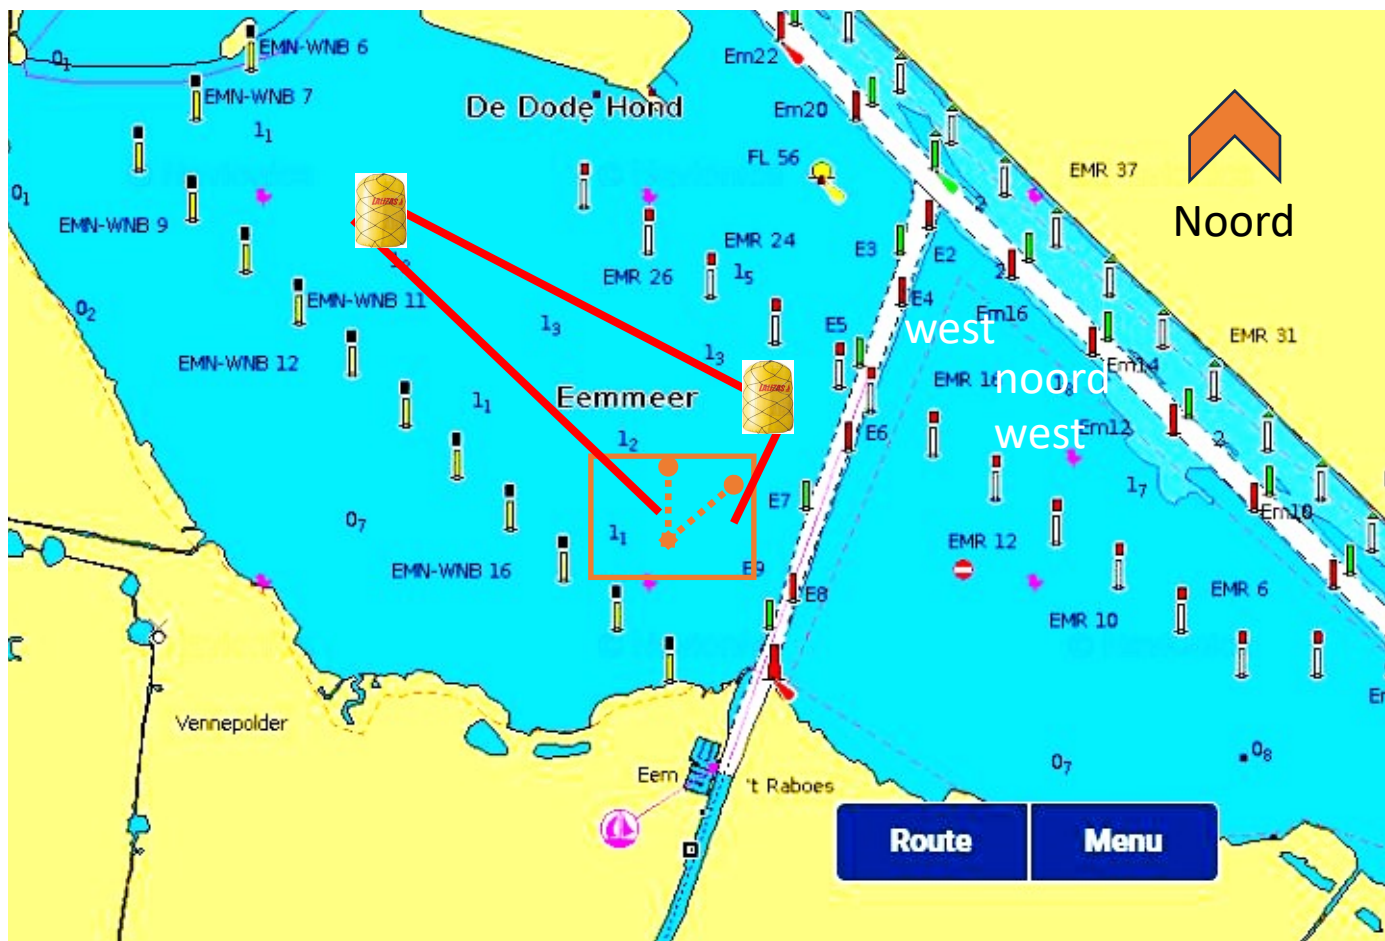 EMN-WNB 6
Em22
EMN-WNB 7
De Dode Hond
Em20
FL 56
EMR 37
EMN-WNB 9
Noord
EMR 24
E3
E2
EMR 26
EMN-WNB 11
E4
Em16
E5
west
EMR 31
EMN-WNB 12
Em14
EMR 16
noord
Eemmeer
west
Em12
E6
E7
Em10
EMR 12
EMN-WNB 16
E9
E8
EMR 6
EMR 10
Vennepolder
Eem
't Raboes
Route
Menu